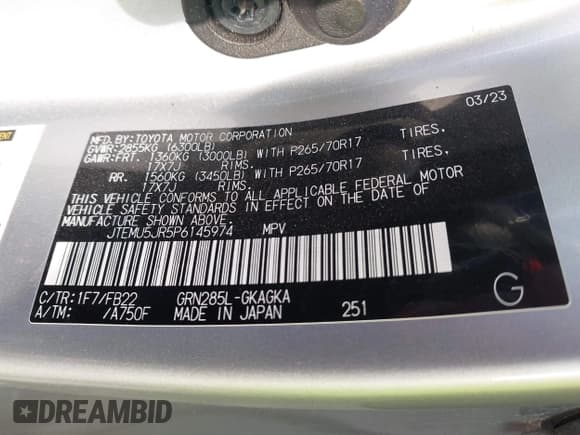 03/23
MFD.BY:TOYOTA MOTOR CORPORATION
GVWR:2855KG (6300LB)
GAWR:FRT. 1360KG (3000LB) WITH P265/70R17 TIRES,
17X7J RIMS.
RR. 1560KG (3450LB) WITH P265/70R17 TIRES,
17X7J RIMS.
THIS VEHICLE CONFORMS TO ALL APPLICABLE FEDERAL MOTOR
VEHICLE SAFETY STANDARDS IN EFFECT ON THE DATE OF
MANUFACTURE SHOWN ABOVE.
JTEMU5JR5P6145974 MPV
C/TR:1F7/FB22 GRN285L-GKAGKA
A/TM: /A750F MADE IN JAPAN 251 G
DREAMBID